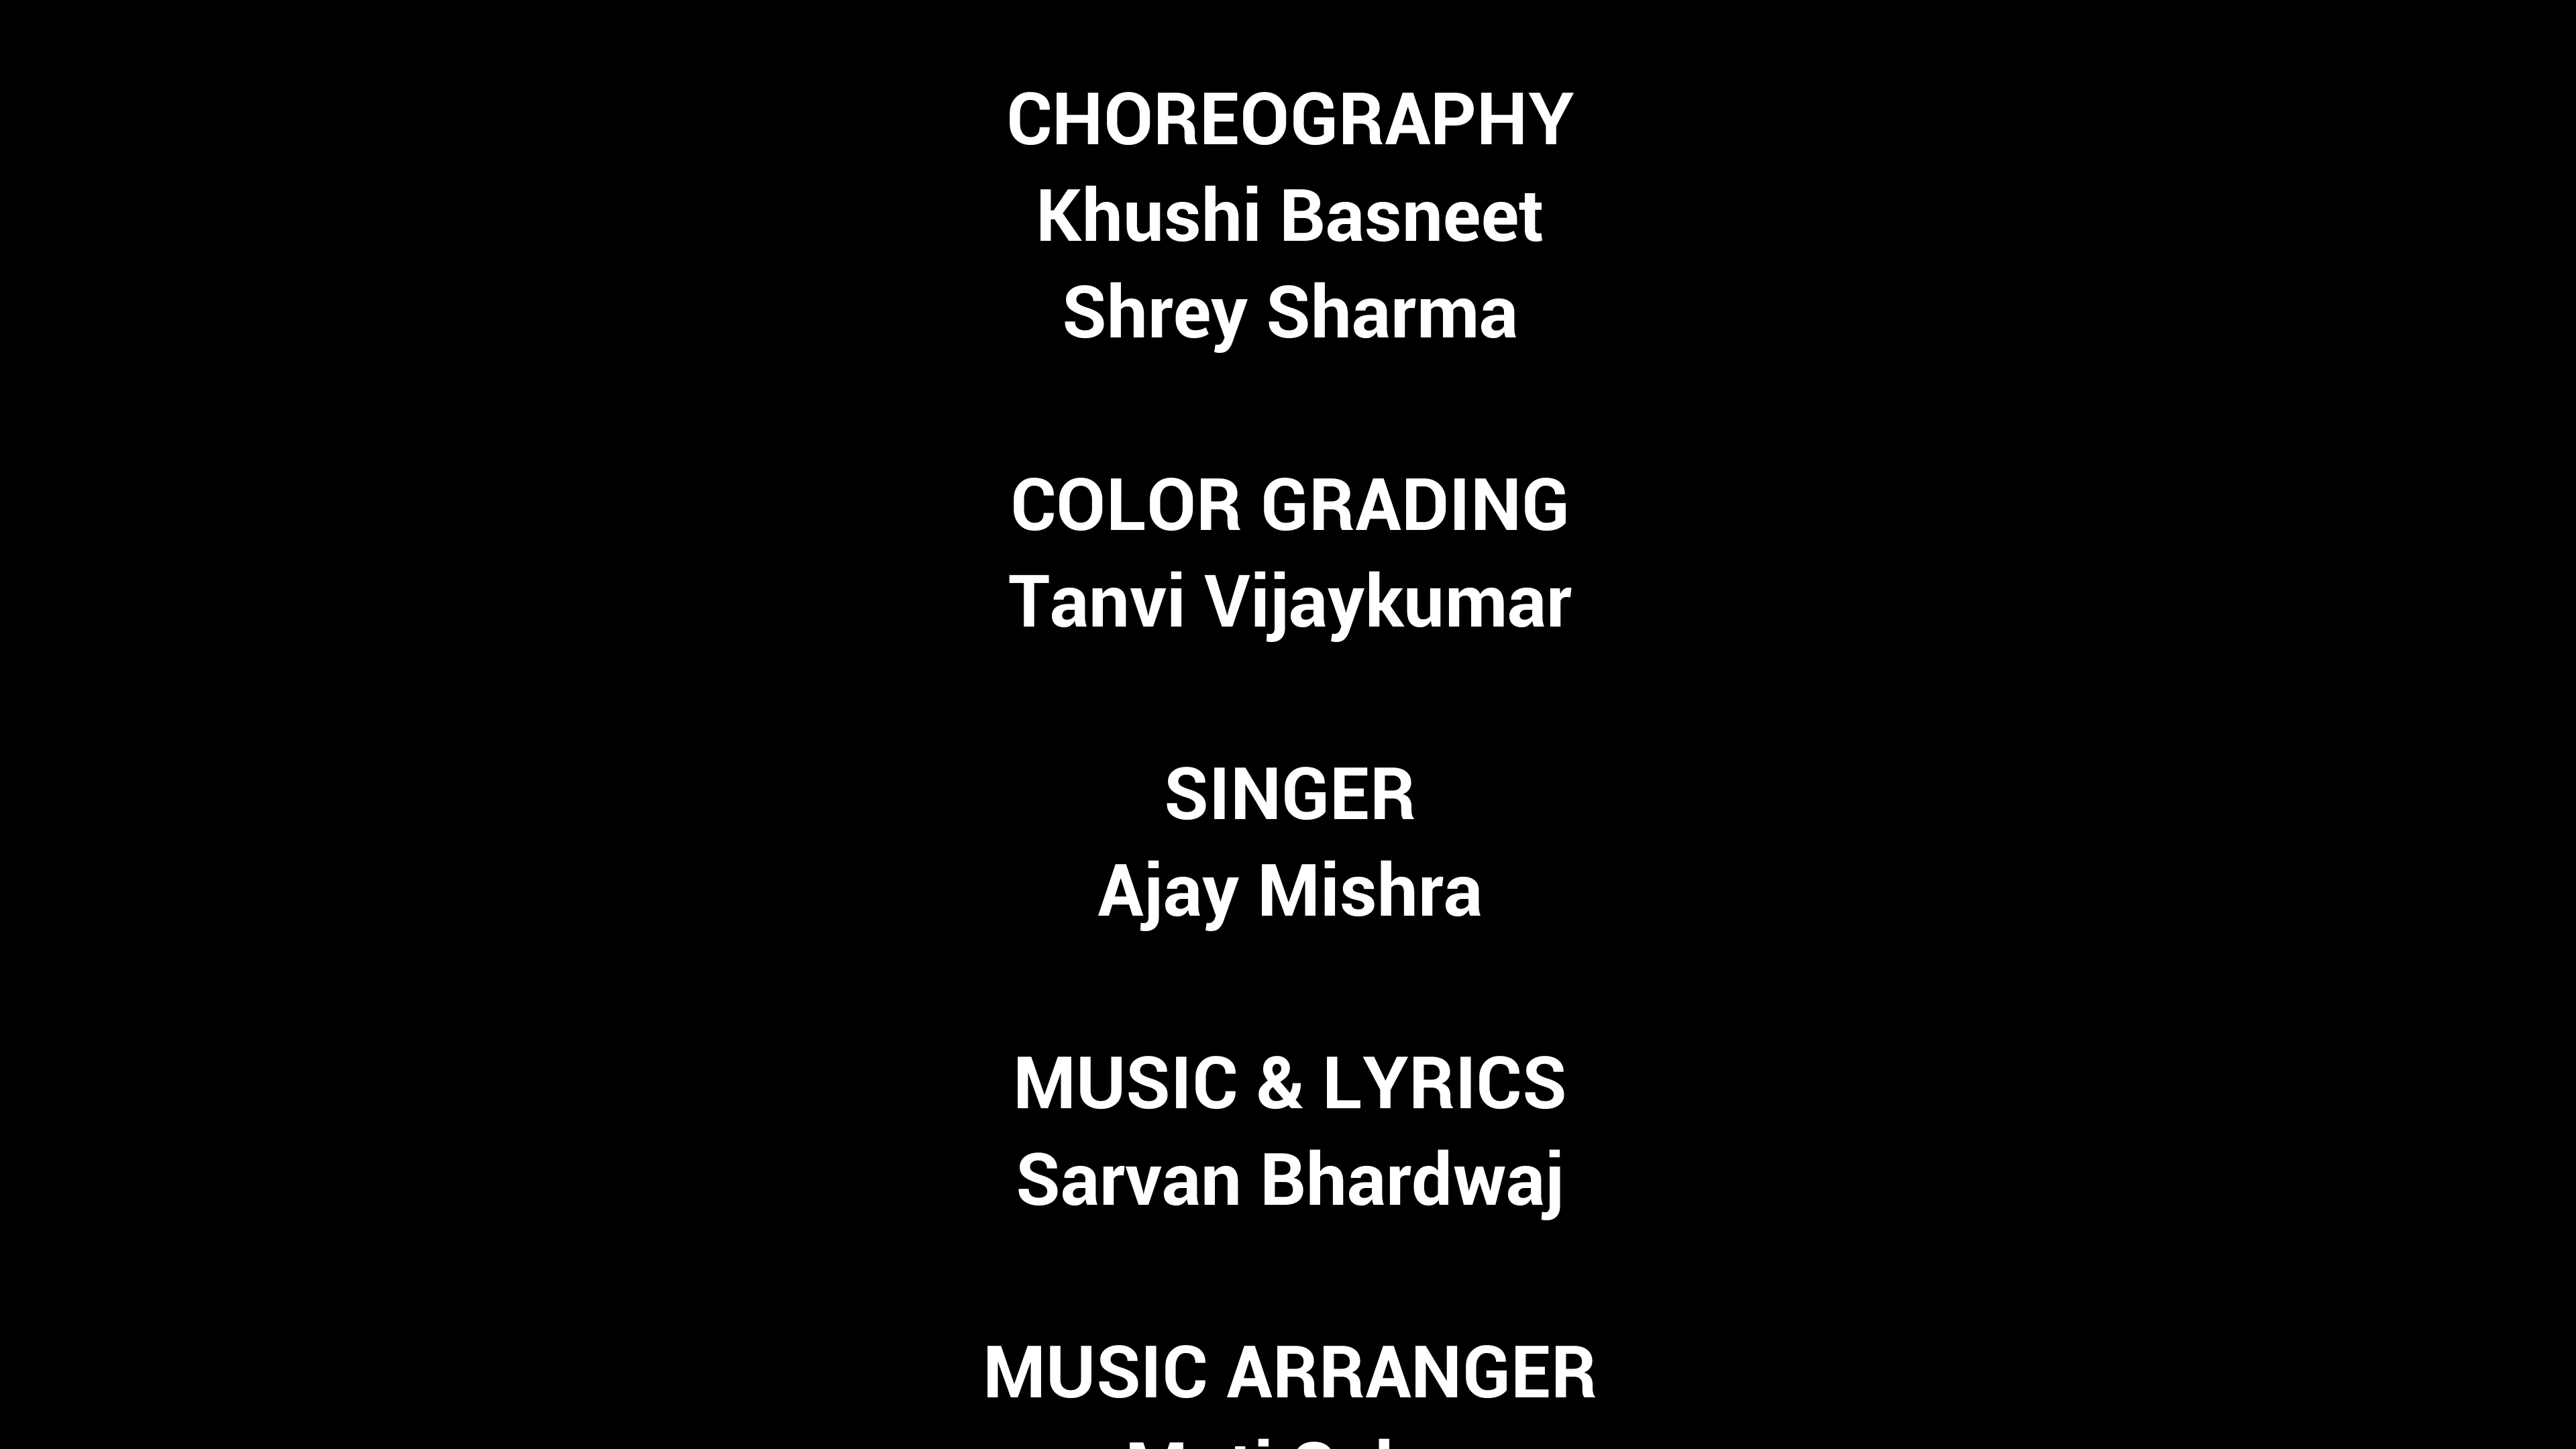 CHOREOGRAPHY
Khushi Basneet
Shrey Sharma
COLOR GRADING
Tanvi Vijaykumar
SINGER
Ajay Mishra
MUSIC & LYRICS
Sarvan Bhardwaj
MUSIC ARRANGER